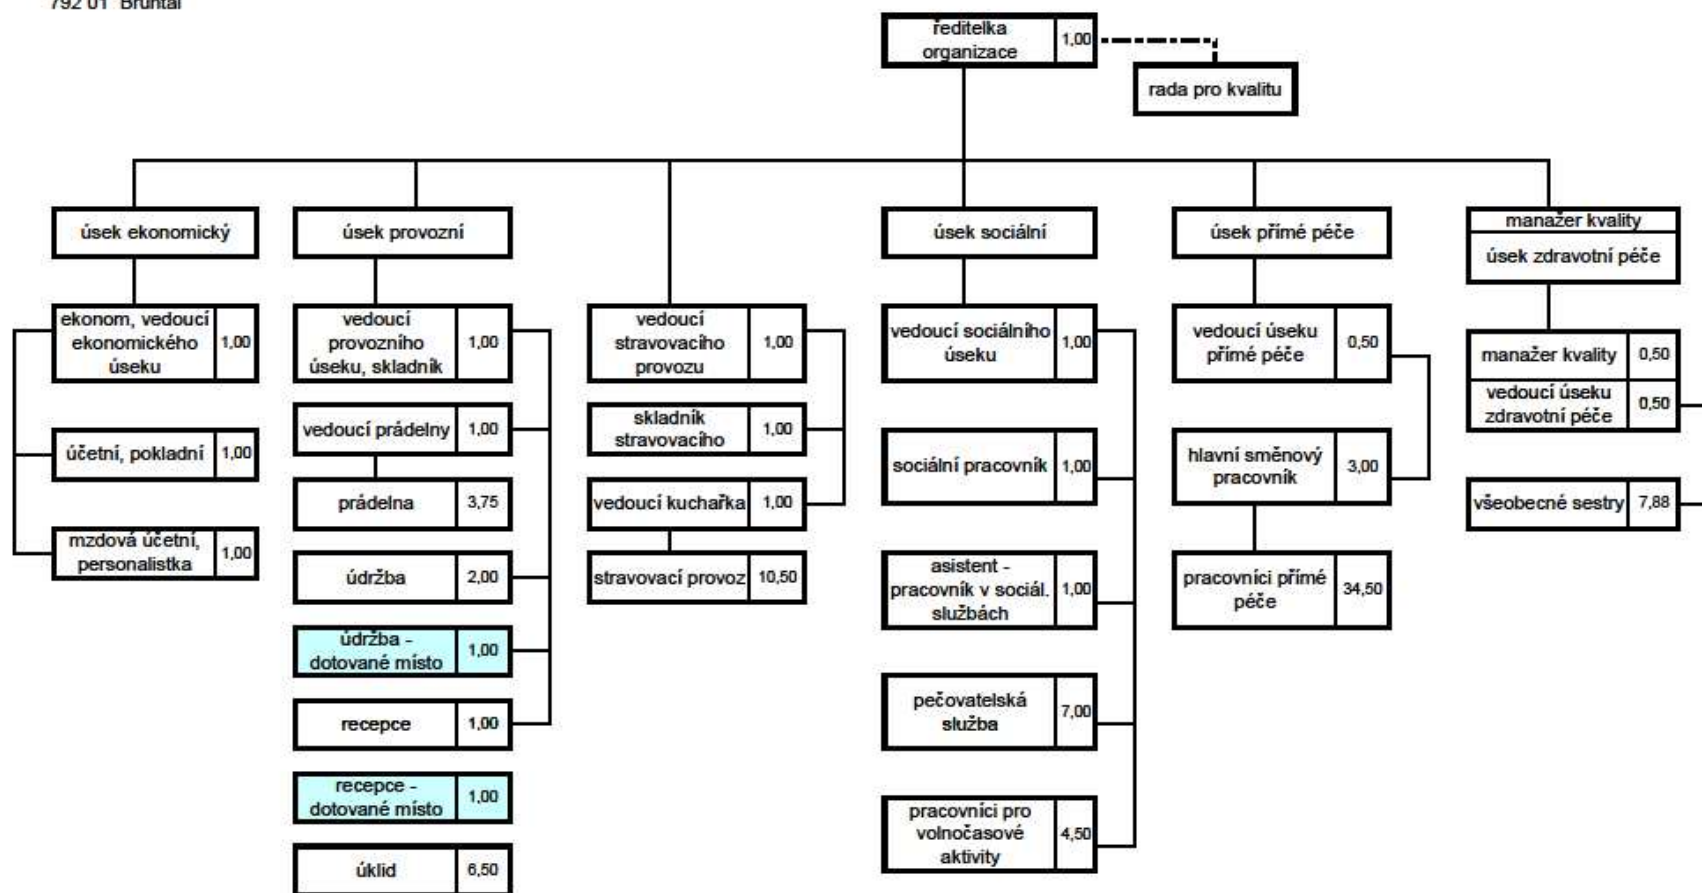 792 01 Bruntál
ředitelka
organizace
1,00
rada pro kvalitu
úsek ekonomický
úsek provozní
úsek sociální
úsek přímé péče
manažer kvality
úsek zdravotní péče
ekonom, vedoucí
ekonomického
úseku
1,00
účetní, pokladní
1,00
mzdová účetní,
personalistka
1,00
vedoucí
provozního
úseku, skladník
1,00
vedoucí prádelny
1,00
prádelna
3,75
údržba
2,00
údržba -
dotované místo
1,00
recepce
1,00
recepce -
dotované místo
1,00
úklid
6,50
vedoucí
stravovacího
provozu
1,00
skladník
stravovacího
1,00
vedoucí kuchařka
1,00
stravovací provoz
10,50
vedoucí sociálního
úseku
1,00
sociální pracovník
1,00
asistent -
pracovník v sociál.
službách
1,00
pečovatelská
služba
7,00
pracovníci pro
volnočasové
aktivity
4,50
vedoucí úseku
přímé péče
0,50
hlavní směnový
pracovník
3,00
pracovníci přímé
péče
34,50
manažer kvality
0,50
vedoucí úseku
zdravotní péče
0,50
všeobecné sestry
7,88